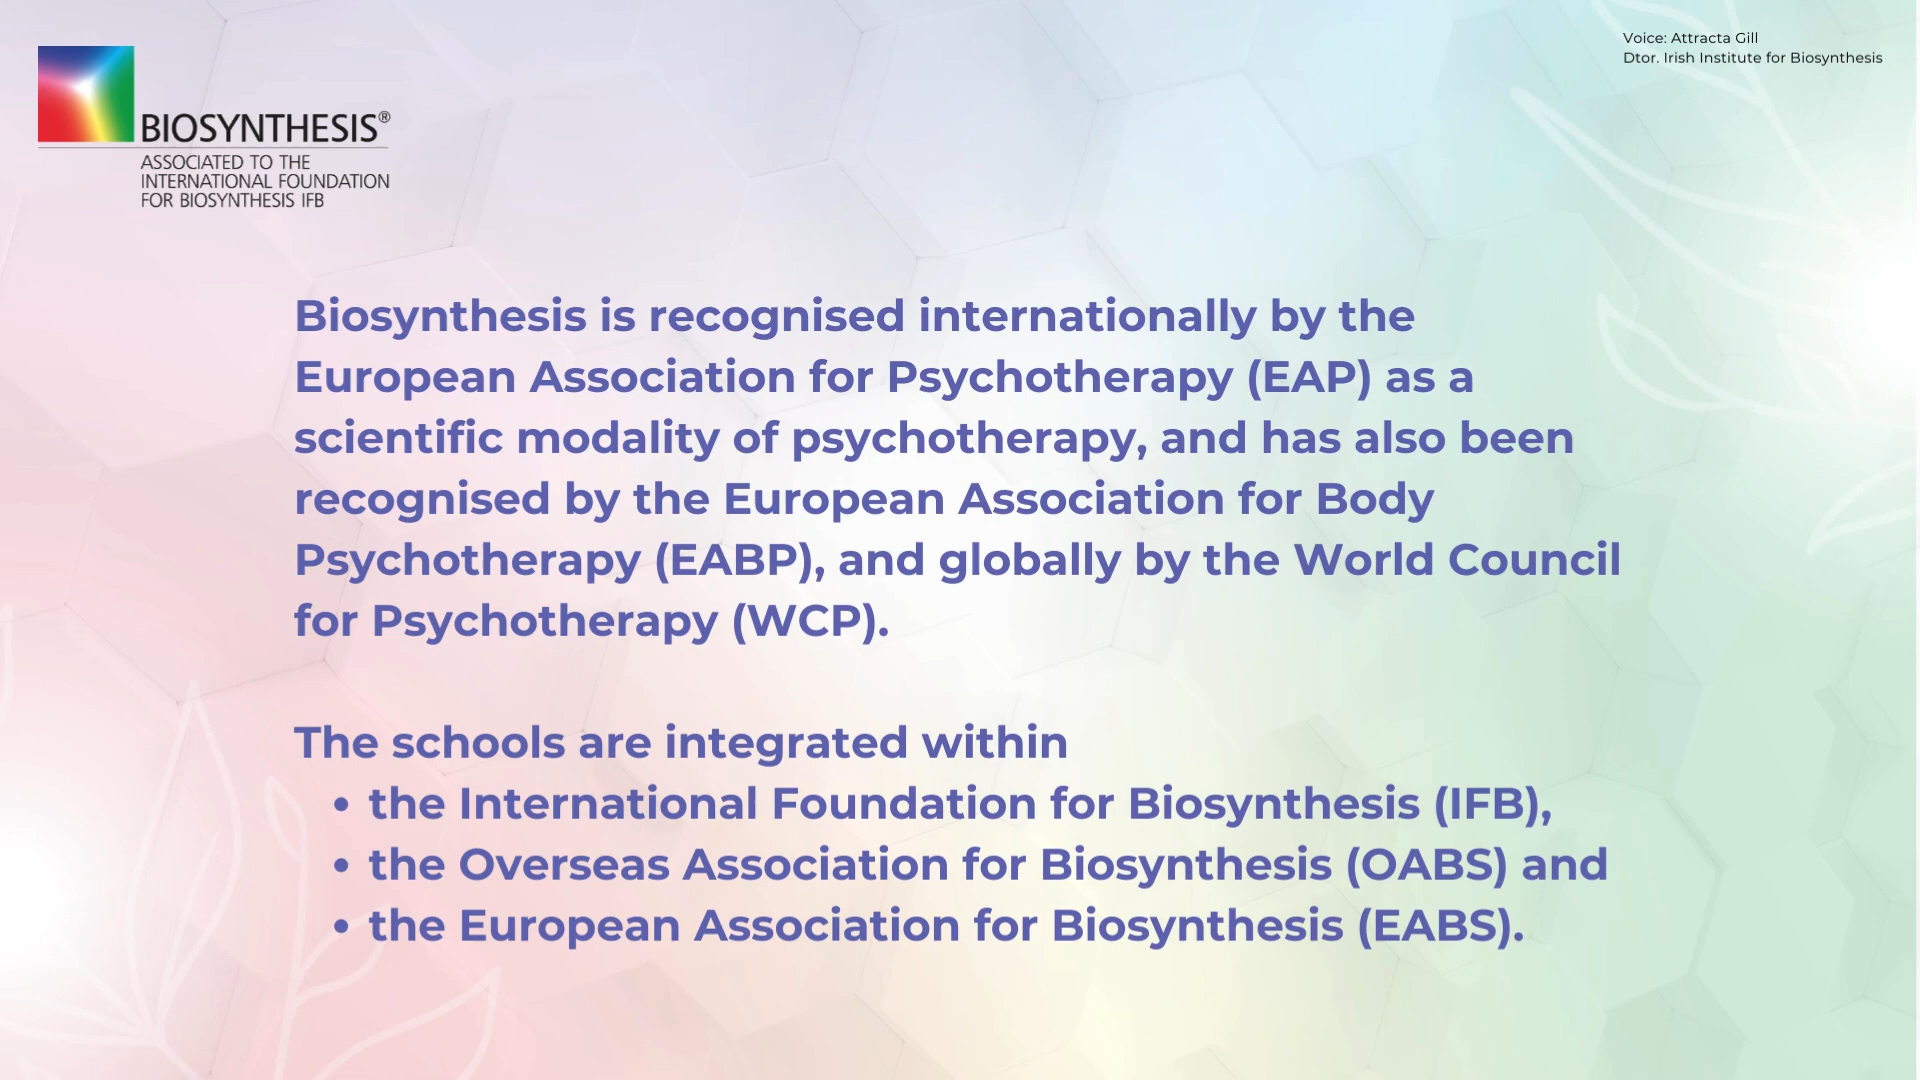 Voice: Attracta Gill
Dtor. Irish Institute for Biosynthesis
BIOSYNTHESIS®
ASSOCIATED TO THE
INTERNATIONAL FOUNDATION
FOR BIOSYNTHESIS IFB
Biosynthesis is recognised internationally by the
European Association for Psychotherapy (EAP) as a
scientific modality of psychotherapy, and has also been
recognised by the European Association for Body
Psychotherapy (EABP), and globally by the World Council
for Psychotherapy (WCP).
The schools are integrated within
• the International Foundation for Biosynthesis (IFB),
• the Overseas Association for Biosynthesis (OABS) and
• the European Association for Biosynthesis (EABS).